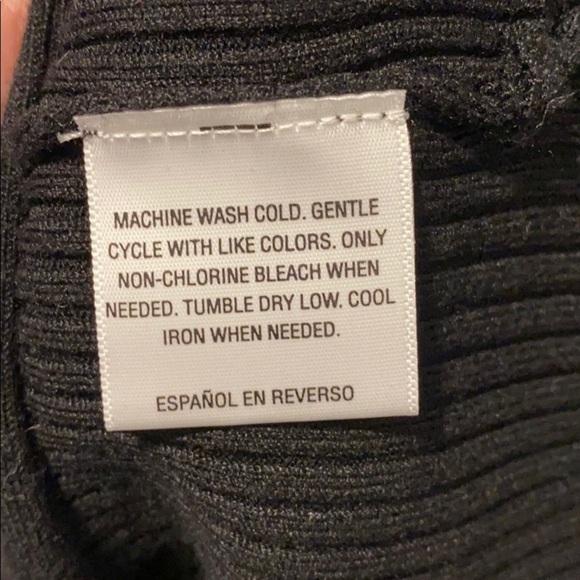 MACHINE WASH COLD. GENTLE
CYCLE WITH LIKE COLORS. ONLY
NON-CHLORINE BLEACH WHEN
NEEDED. TUMBLE DRY LOW. COOL
IRON WHEN NEEDED.
ESPAÑOL EN REVERSO